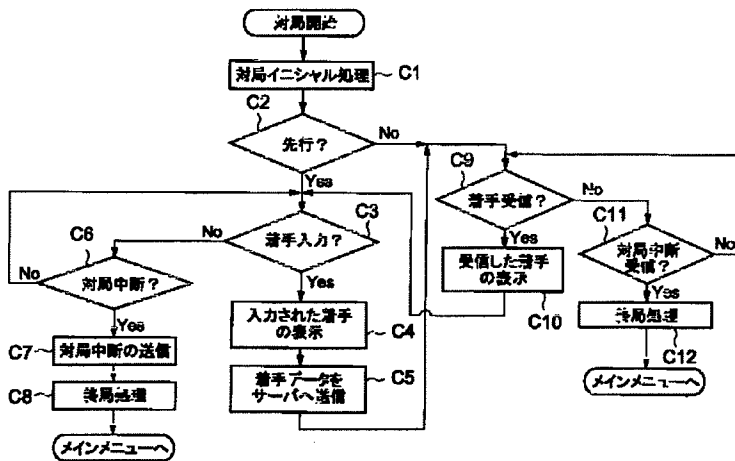 対局開始
対局イニシャル処理
C1
C2
先行?
No
Yes
C9
着手受信?
No
Yes
C3
着手入力?
No
Yes
C6
対局中断?
No
Yes
C11
対局中断
受信?
No
Yes
受信した着手
の表示
C10
入力された着手
の表示
C4
C7
対局中断の送信
C5
着手データを
サーバへ送信
C8
終局処理
終局処理
C12
メインメニューへ
メインメニューへ